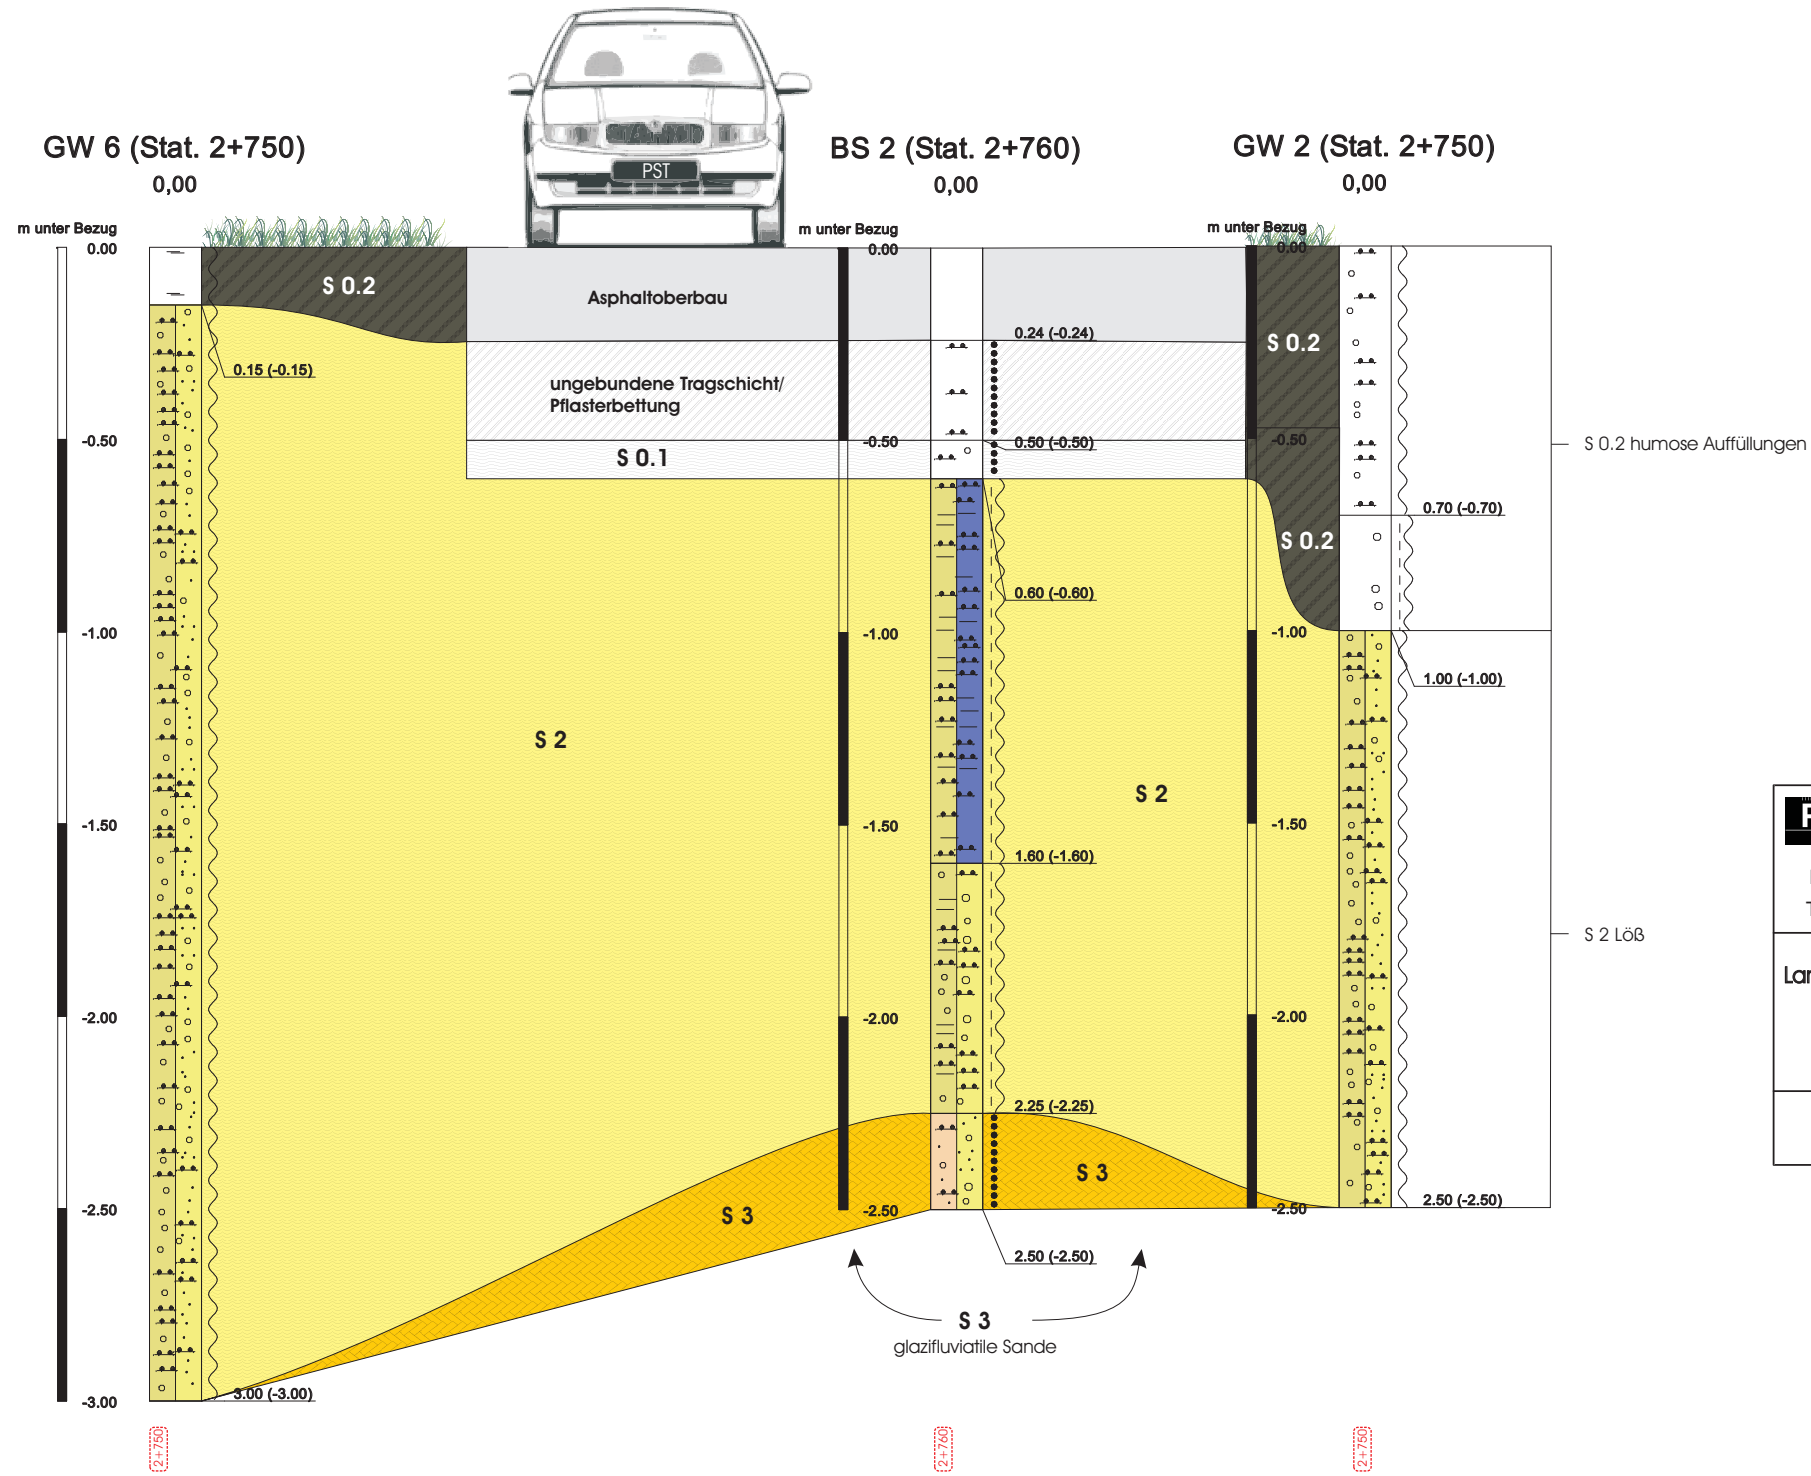 GW 6 (Stat. 2+750)
0,00
BS 2 (Stat. 2+760)
0,00
GW 2 (Stat. 2+750)
0,00
PST
m unter Bezug
m unter Bezug
m unter Bezug
0.00
-0.50
-1.00
-1.50
-2.00
-2.50
-3.00
S 0.2
0.15 (-0.15)
3.00 (-3.00)
Asphaltoberbau
ungebundene Tragschicht/
Pflasterbettung
S 0.1
S 2
S 3
0.00
-0.50
-1.00
-1.50
-2.00
-2.50
0.24 (-0.24)
0.50 (-0.50)
0.60 (-0.60)
1.60 (-1.60)
2.25 (-2.25)
2.50 (-2.50)
S 2
S 3
0.00
-0.50
-1.00
-1.50
-2.00
-2.50
S 0.2
S 0.2
0.70 (-0.70)
1.00 (-1.00)
2.50 (-2.50)
S 0.2 humose Auffüllungen
S 2 Löß
S 3
glazifluviatile Sande
2+750
2+760
2+750